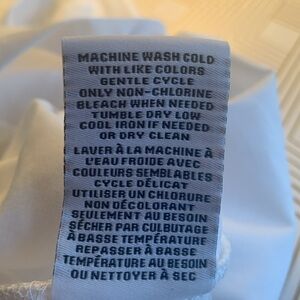 MACHINE WASH COLD
WITH LIKE COLORS
GENTLE CYCLE
ONLY NON-CHLORINE
BLEACH WHEN NEEDED
TUMBLE DRY LOW
COOL IRON IF NEEDED
OR DRY CLEAN
LAVER À LA MACHINE À
L'EAU FROIDE AVEC
COULEURS SEMBLABLES
CYCLE DÉLICAT
UTILISER UN CHLORURE
NON DÉCOLORANT
SEULEMENT AU BESOIN
SÉCHER PAR CULBUTAGE
À BASSE TEMPÉRATURE
REPASSER À BASSE
TEMPÉRATURE AU BESOIN
OU NETTOYER À SEC